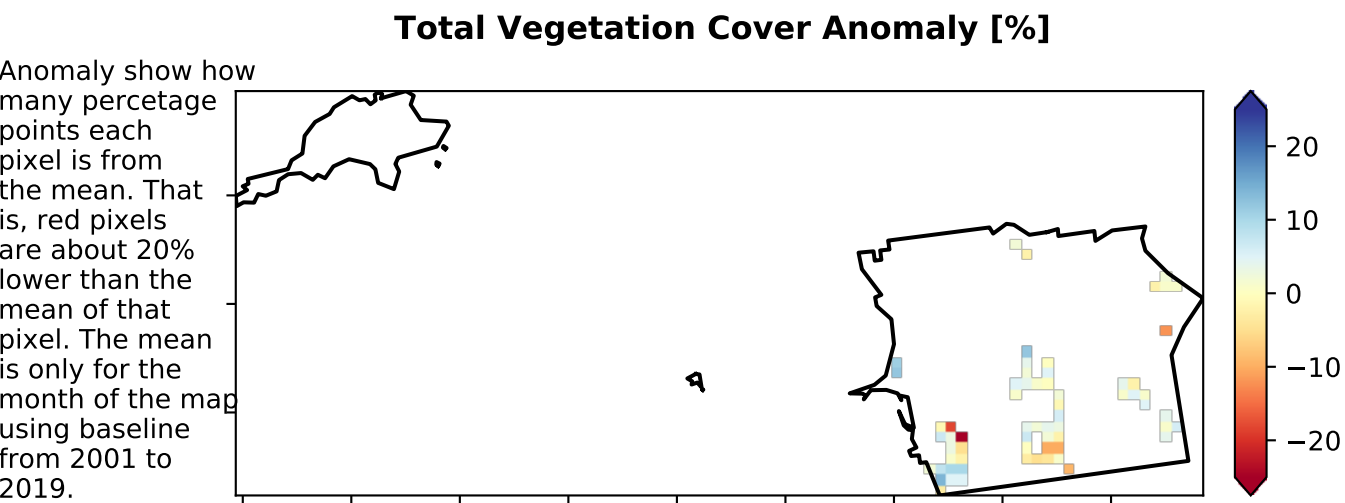 Total Vegetation Cover Anomaly [%]
Anomaly show how
many percetage
points each
pixel is from
the mean. That
is, red pixels
are about 20%
lower than the
mean of that
pixel. The mean
is only for the
month of the map
using baseline
from 2001 to
2019.
20
10
0
−10
−20